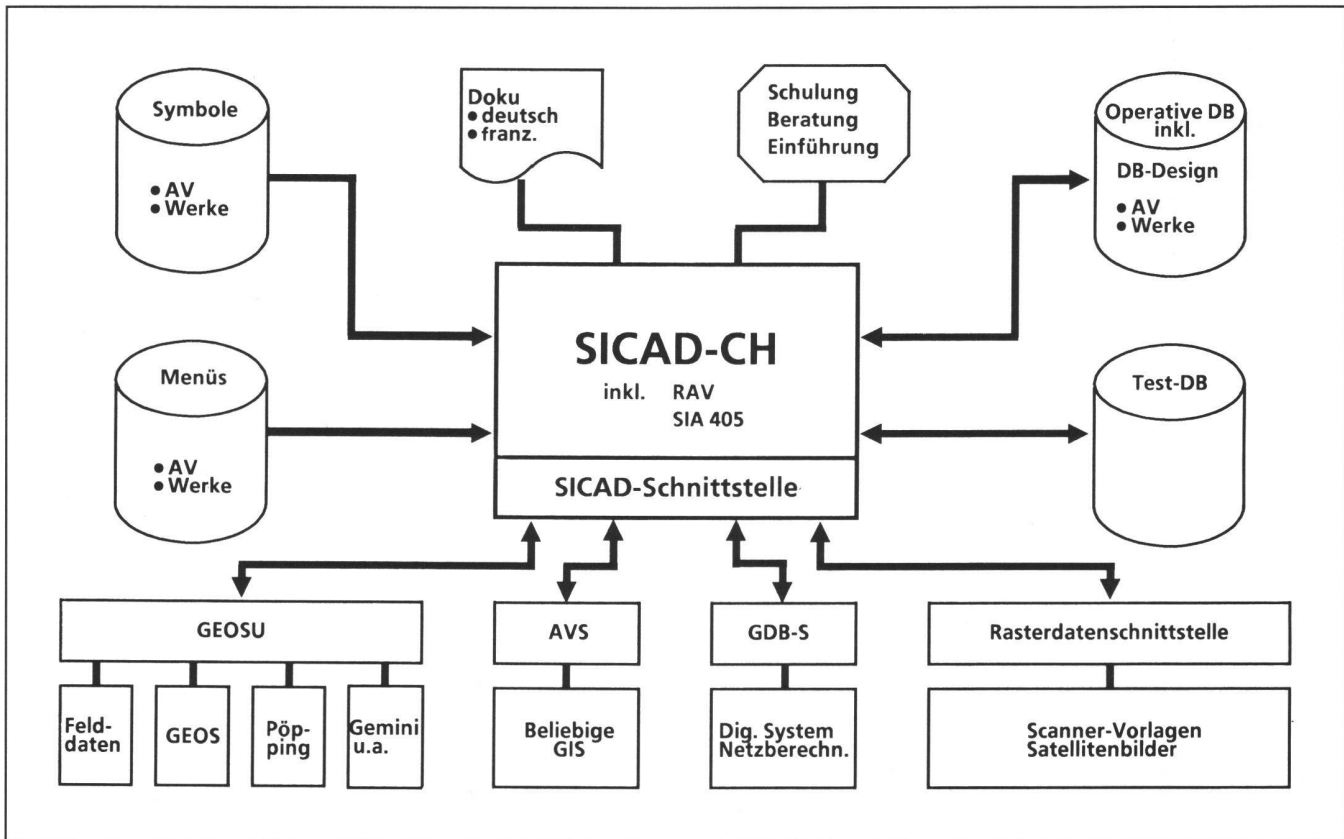 Symbole
• AV
• Werke
Doku
• deutsch
• franz.
Schulung
Beratung
Einführung
Operative DB
inkl.
DB-Design
• AV
• Werke
SICAD-CH
inkl. RAV
SIA 405
SICAD-Schnittstelle
Menüs
• AV
• Werke
Test-DB
GEOSU
Feld-
daten
GEOS
Pöp-
ping
Gemini
u.a.
AVS
Beliebige
GIS
GDB-S
Dig. System
Netzberechn.
Rasterdatenschnittstelle
Scanner-Vorlagen
Satellitenbilder